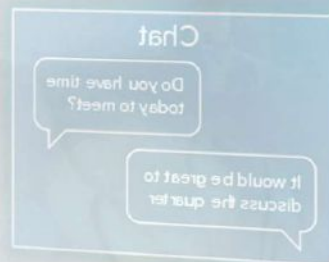 Chat
Do you have time
today to meet?
It would be great to
discuss the quarter